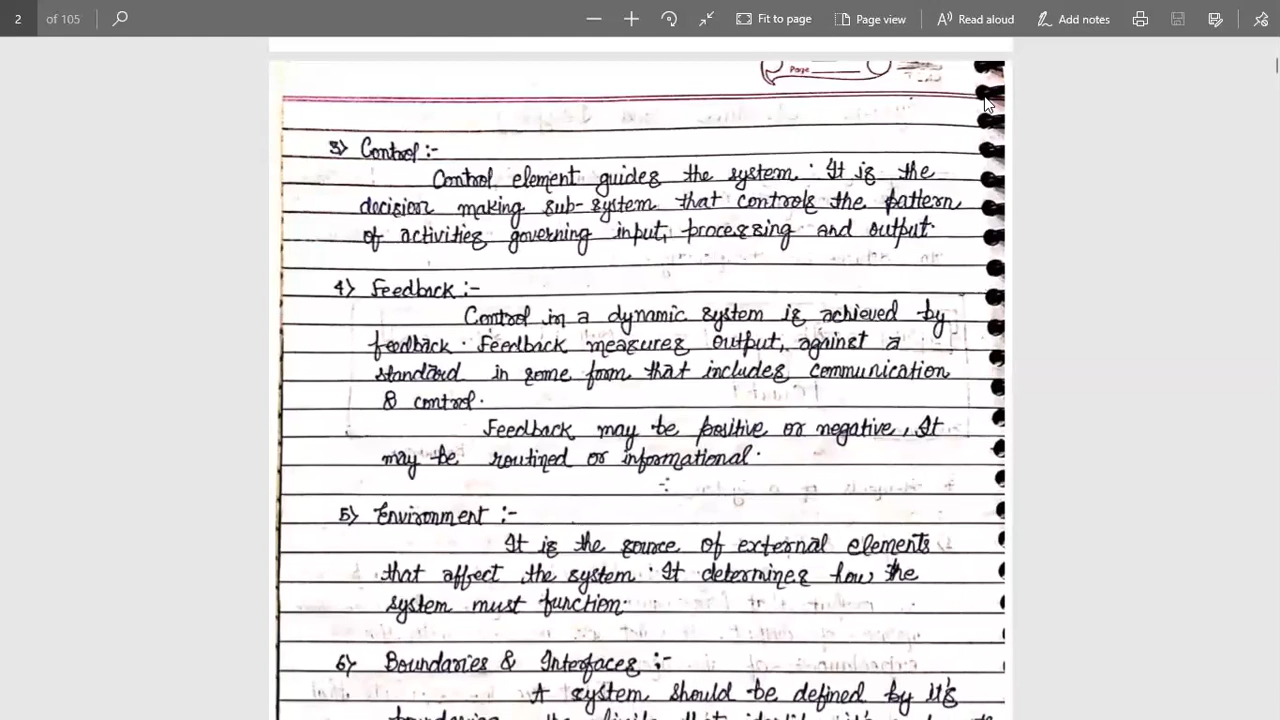 2 of 105
Fit to page
Page view
Read aloud
Add notes
Page
3) Control :-
Control element guides the system. It is the
decision making sub-system that controls the pattern
of activities governing input, processing and output.
4) Feedback :-
Control in a dynamic system is achieved by
feedback. Feedback measures output, against a
standard in some form that includes communication
& control.
Feedback may be positive or negative, It
may be routined or informational.
5) Environment :-
It is the source of external elements
that affect the system. It determines how the
system must function.
6) Boundaries & Interfaces :-
A system should be defined by it's